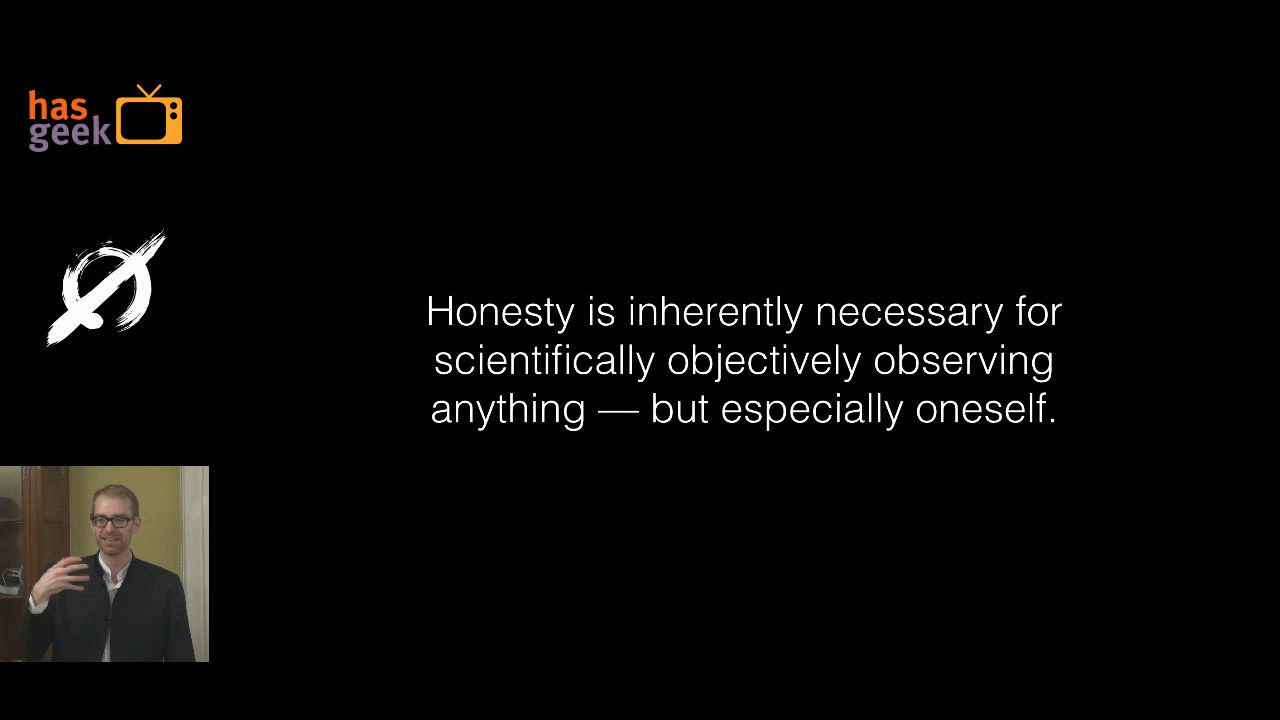 has
geek
Honesty is inherently necessary for
scientifically objectively observing
anything — but especially oneself.